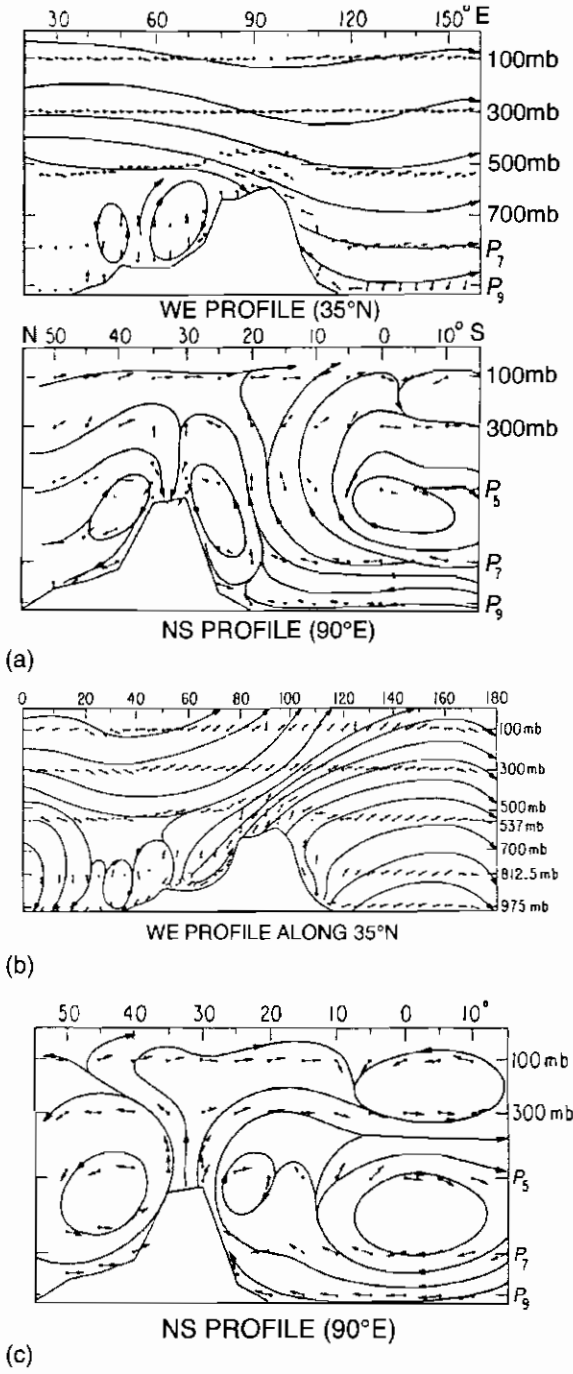 30 60 90 120 150° E
100mb
300mb
500mb
700mb
P₇
P₉
WE PROFILE (35°N)
N 50 40 30 20 10 0 10° S
100mb
300mb
P₅
P₇
P₉
NS PROFILE (90°E)
(a)
0 20 40 60 80 100 120 140 160 180
100mb
300mb
500mb
537mb
700mb
812.5mb
975mb
WE PROFILE ALONG 35°N
(b)
50 40 30 20 10 0 10°
100mb
300mb
P₅
P₇
P₉
NS PROFILE (90°E)
(c)